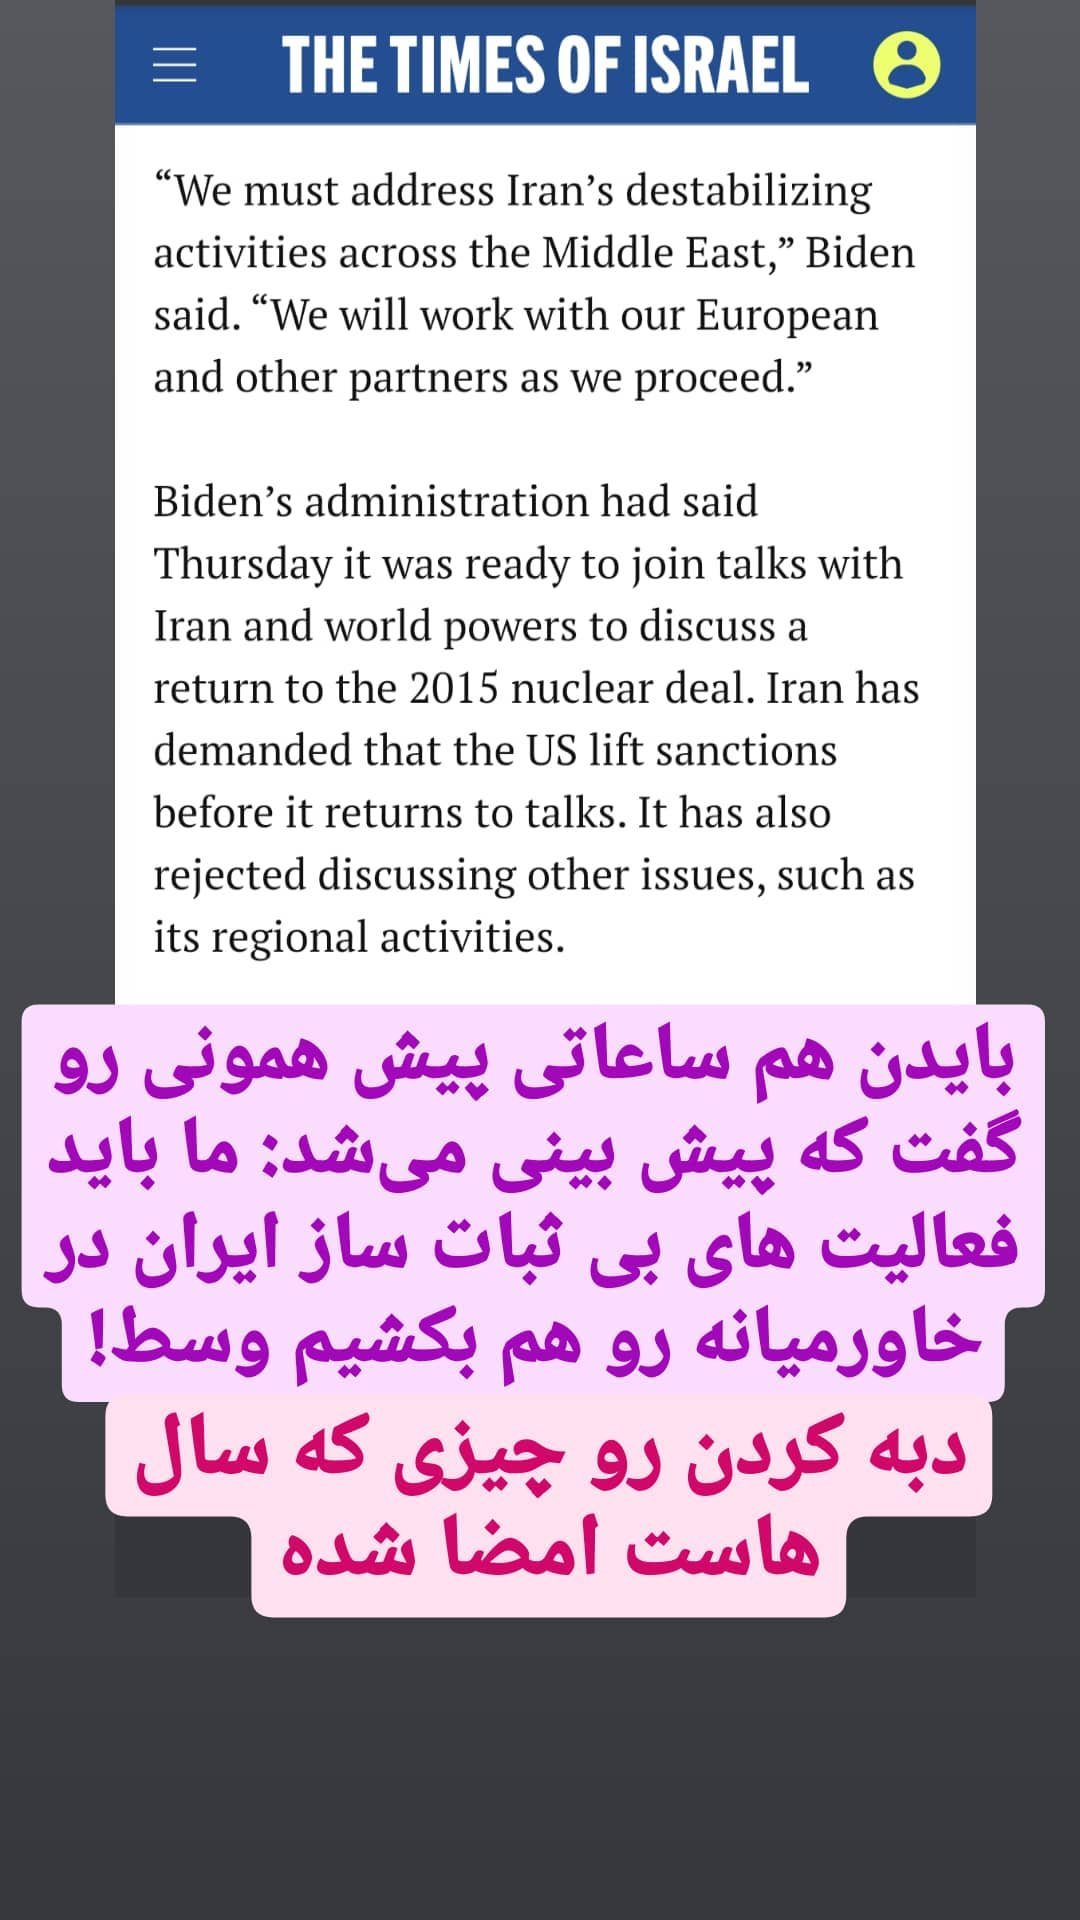 THE TIMES OF ISRAEL
“We must address Iran’s destabilizing
activities across the Middle East,” Biden
said. “We will work with our European
and other partners as we proceed.”
Biden’s administration had said
Thursday it was ready to join talks with
Iran and world powers to discuss a
return to the 2015 nuclear deal. Iran has
demanded that the US lift sanctions
before it returns to talks. It has also
rejected discussing other issues, such as
its regional activities.
بایدن هم ساعاتی پیش همونی رو
گفت که پیش بینی می‌شد: ما باید
فعالیت های بی ثبات ساز ایران در
خاورمیانه رو هم بکشیم وسط!
دبه کردن رو چیزی که سال
هاست امضا شده